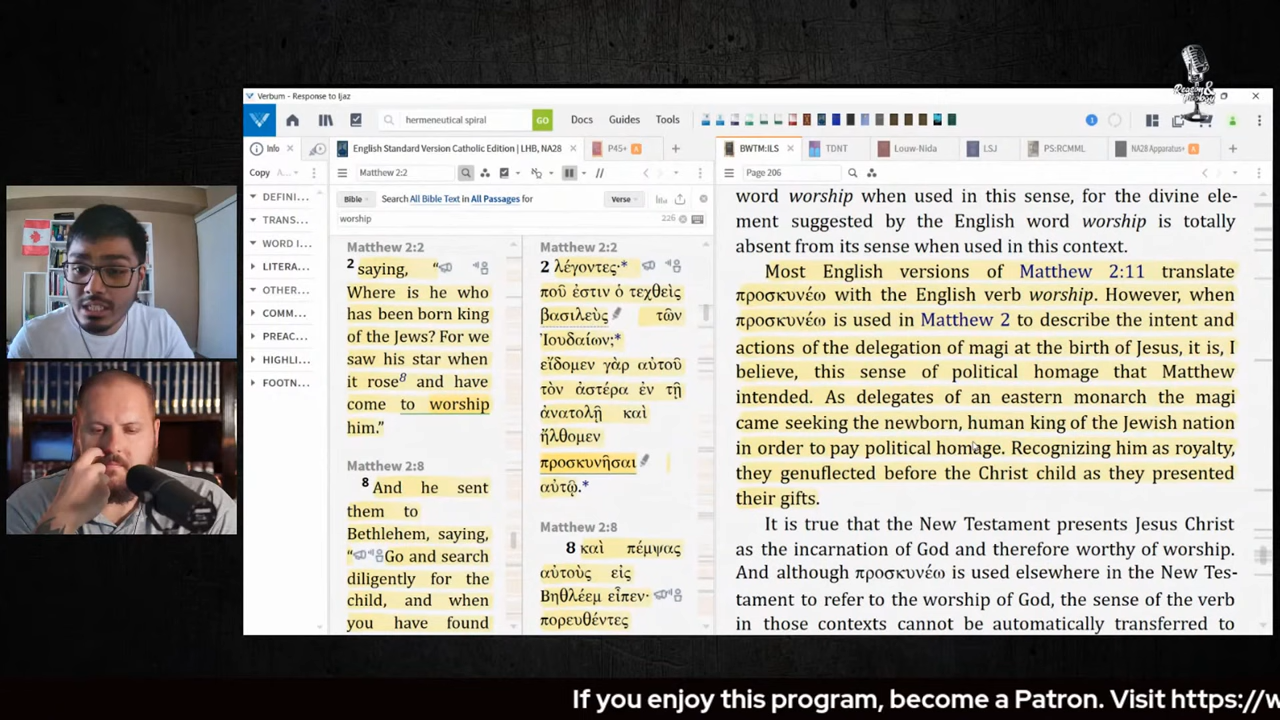 Verbum - Response to Ijaz
hermeneutical spiral
GO
Docs
Guides
Tools
Info
English Standard Version Catholic Edition | LHB, NA28
P45+
BWTM:ILS
TDNT
Louw-Nida
LSJ
PS:RCMML
NA28 Apparatus+
Copy
Matthew 2:2
Page 206
DEFINI...
TRANS...
WORD I...
LITERA...
OTHER...
COMM...
PREAC...
HIGHLI...
FOOTN...
Bible
Search All Bible Text in All Passages for
Verse
worship
226
Matthew 2:2
2 saying, “
Where is he who
has been born king
of the Jews? For we
saw his star when
it rose8 and have
come to worship
him.”
Matthew 2:8
8 And he sent
them to
Bethlehem, saying,
“Go and search
diligently for the
child, and when
you have found
Matthew 2:2
2 λέγοντες·*
ποῦ ἐστιν ὁ τεχθεὶς
βασιλεὺς τῶν
Ἰουδαίων;*
εἴδομεν γὰρ αὐτοῦ
τὸν ἀστέρα ἐν τῇ
ἀνατολῇ καὶ
ἤλθομεν
προσκυνῆσαι
αὐτῷ.*
Matthew 2:8
8 καὶ πέμψας
αὐτοὺς εἰς
Βηθλέεμ εἶπεν·
πορευθέντες
word worship when used in this sense, for the divine ele-
ment suggested by the English word worship is totally
absent from its sense when used in this context.
Most English versions of Matthew 2:11 translate
προσκυνέω with the English verb worship. However, when
προσκυνέω is used in Matthew 2 to describe the intent and
actions of the delegation of magi at the birth of Jesus, it is, I
believe, this sense of political homage that Matthew
intended. As delegates of an eastern monarch the magi
came seeking the newborn, human king of the Jewish nation
in order to pay political homage. Recognizing him as royalty,
they genuflected before the Christ child as they presented
their gifts.
It is true that the New Testament presents Jesus Christ
as the incarnation of God and therefore worthy of worship.
And although προσκυνέω is used elsewhere in the New Tes-
tament to refer to the worship of God, the sense of the verb
in those contexts cannot be automatically transferred to
If you enjoy this program, become a Patron. Visit https://w